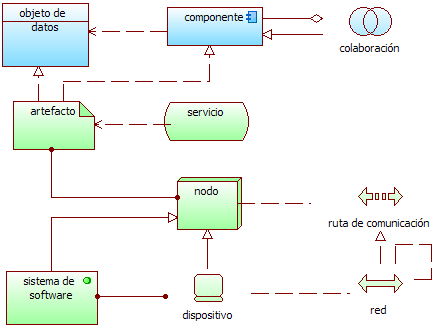 objeto de
datos
componente
colaboración
artefacto
servicio
nodo
ruta de comunicación
sistema de
software
dispositivo
red